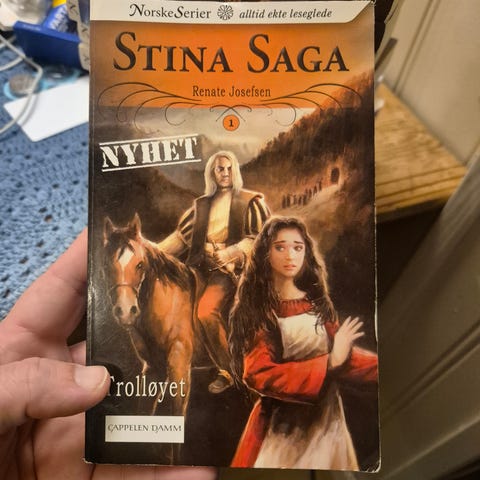 NorskeSerier alltid ekte leseglede
STINA SAGA
Renate Josefsen
1
NYHET
Trolløyet
CAPPELEN DAMM